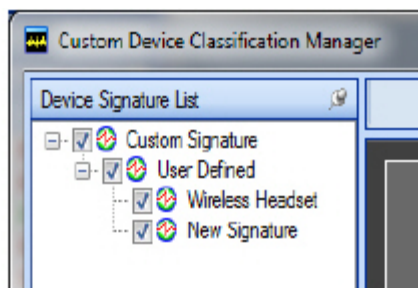 Custom Device Classification Manager
Device Signature List
Custom Signature
User Defined
Wireless Headset
New Signature